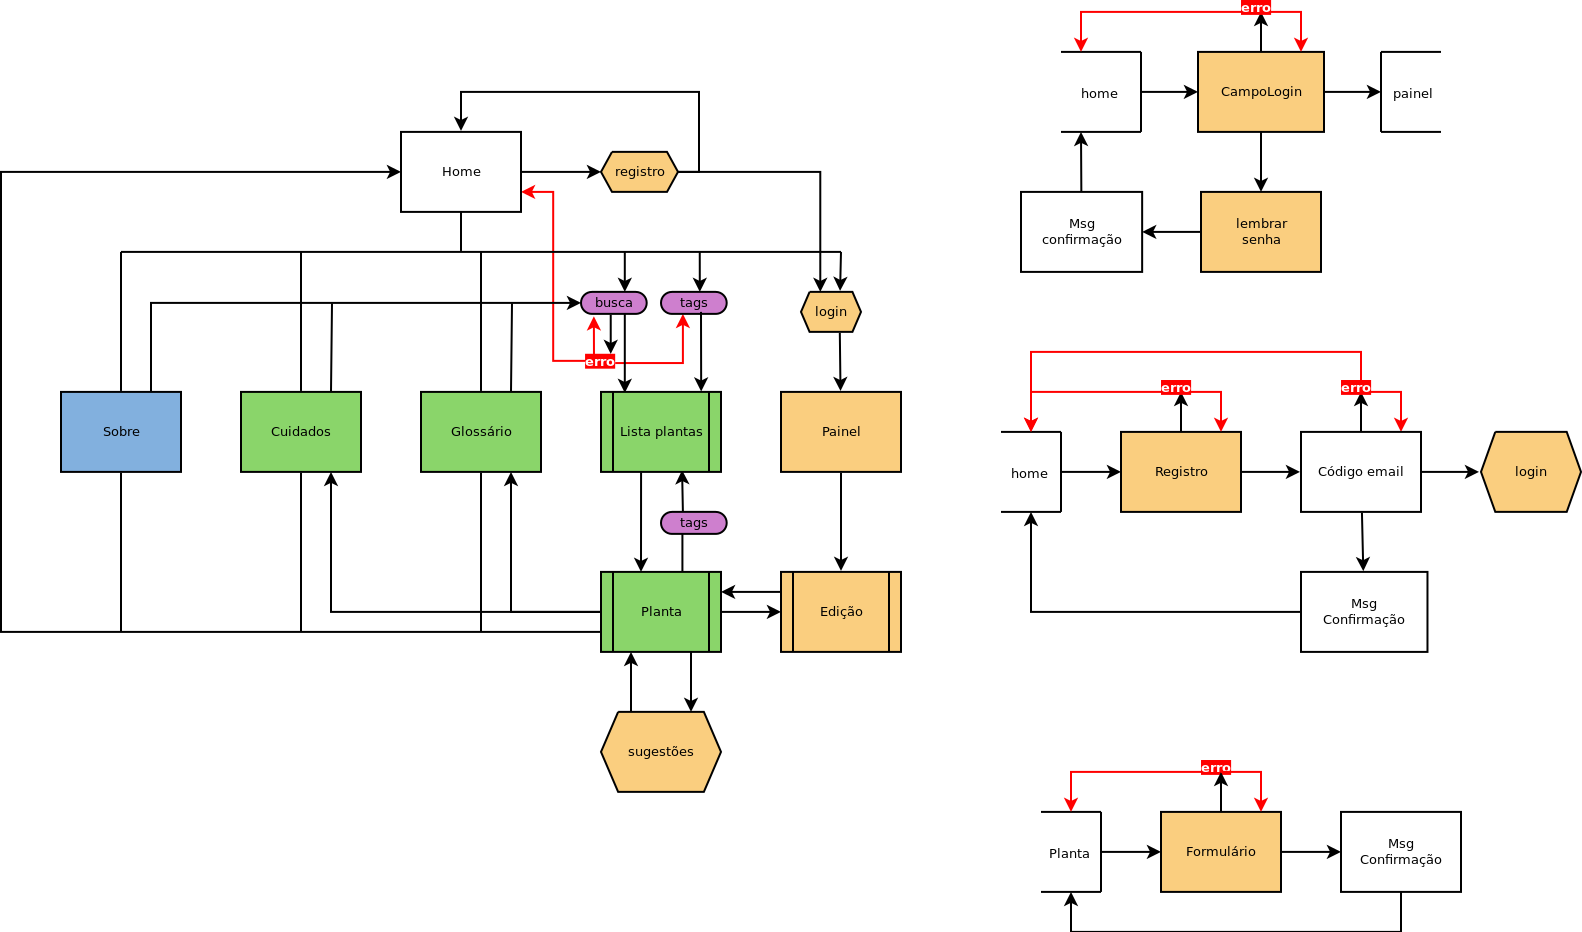 Home
registro
busca
tags
login
erro
Sobre
Cuidados
Glossário
Lista plantas
Painel
tags
Planta
Edição
sugestões
erro
home
CampoLogin
painel
Msg
confirmação
lembrar
senha
erro
erro
home
Registro
Código email
login
Msg
Confirmação
erro
Planta
Formulário
Msg
Confirmação